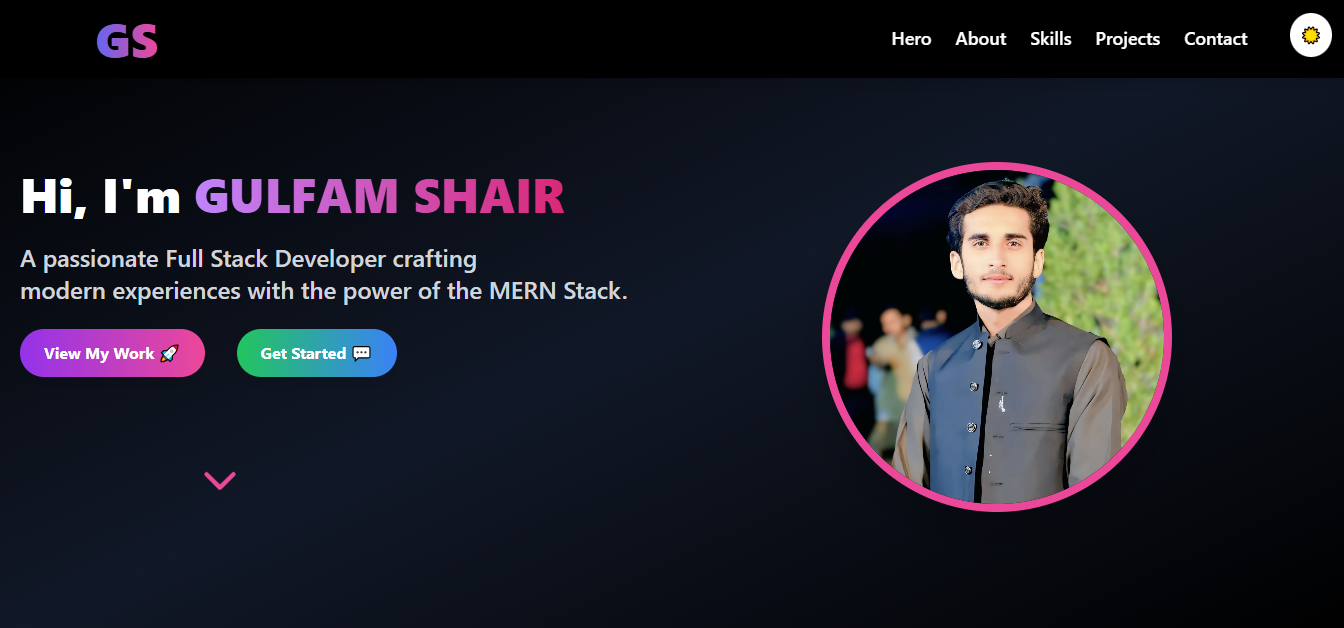 GS
Hero About Skills Projects Contact
Hi, I'm GULFAM SHAIR
A passionate Full Stack Developer crafting
modern experiences with the power of the MERN Stack.
View My Work 🚀 Get Started 💬